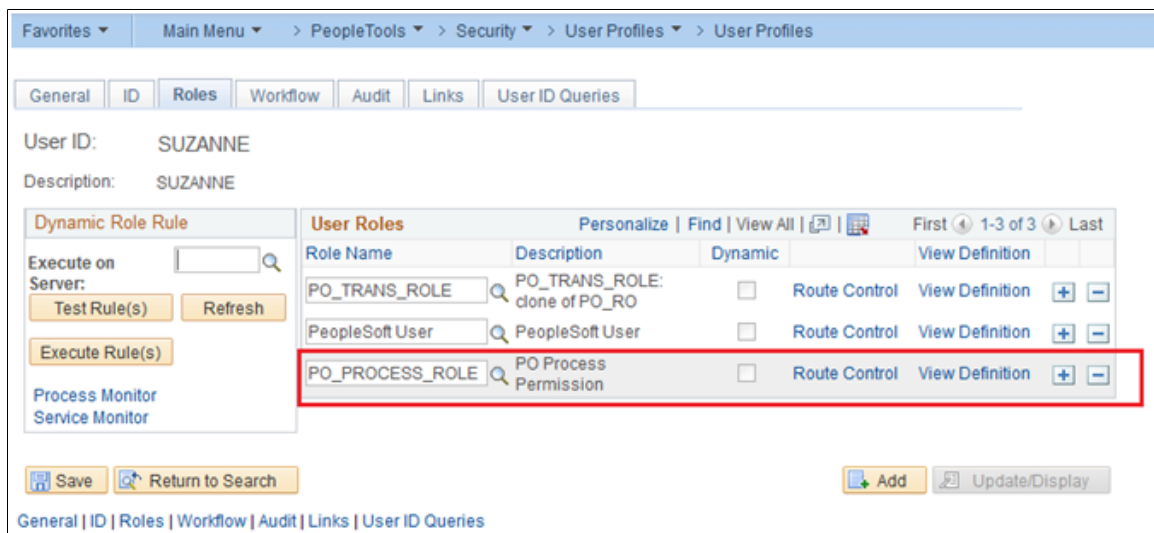 Favorites Main Menu > PeopleTools > Security > User Profiles > User Profiles
General ID Roles Workflow Audit Links User ID Queries
User ID: SUZANNE
Description: SUZANNE
Dynamic Role Rule
Execute on
Server:
Test Rule(s) Refresh
Execute Rule(s)
Process Monitor
Service Monitor
User Roles Personalize | Find | View All | First 1-3 of 3 Last
Role Name Description Dynamic View Definition
PO_TRANS_ROLE PO_TRANS_ROLE: Route Control View Definition
clone of PO_RO
PeopleSoft User PeopleSoft User Route Control View Definition
PO_PROCESS_ROLE PO Process Route Control View Definition
Permission
Save Return to Search Add Update/Display
General | ID | Roles | Workflow | Audit | Links | User ID Queries